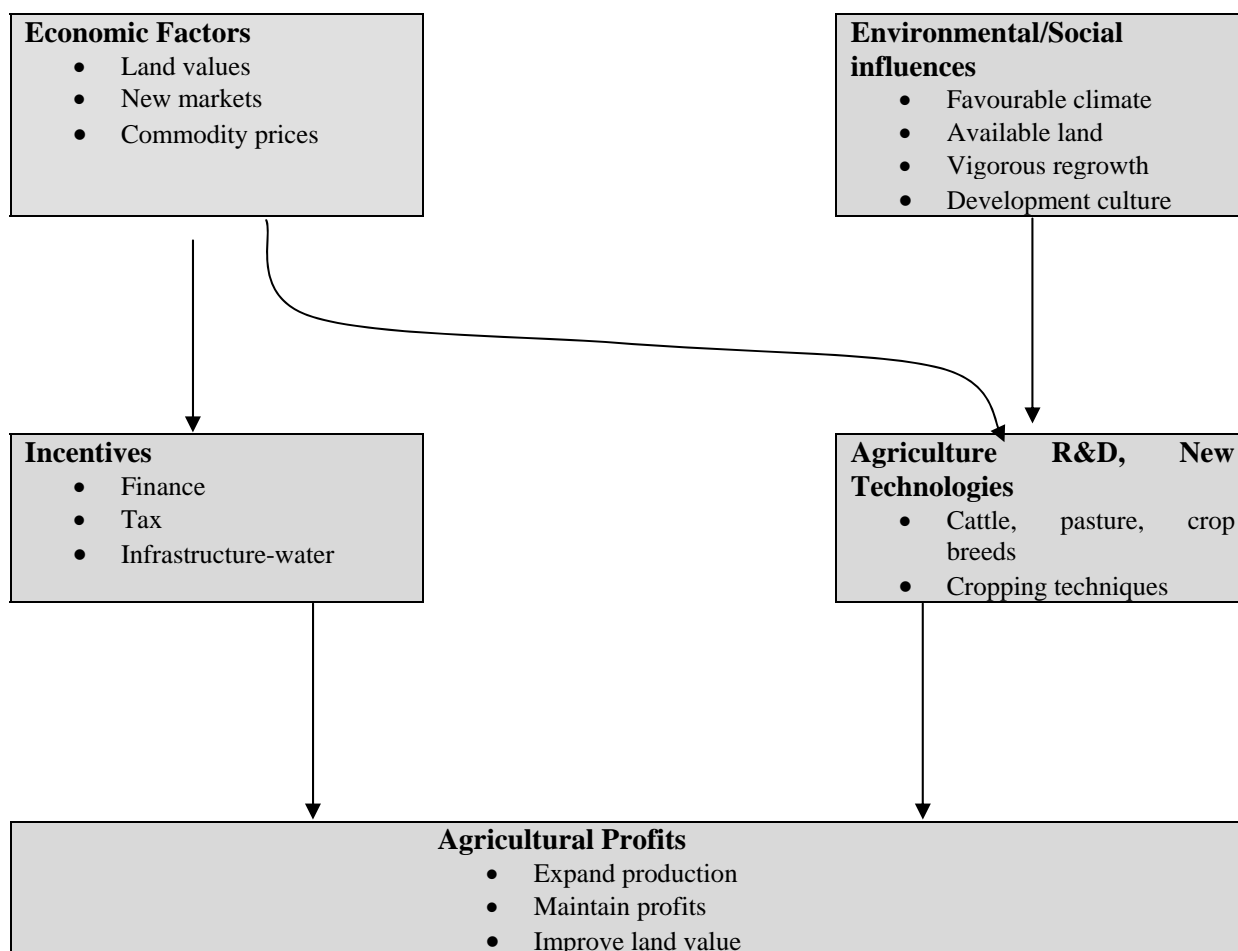 Economic Factors
• Land values
• New markets
• Commodity prices
Environmental/Social
influences
• Favourable climate
• Available land
• Vigorous regrowth
• Development culture
Incentives
• Finance
• Tax
• Infrastructure-water
Agriculture R&D, New
Technologies
• Cattle, pasture, crop
breeds
• Cropping techniques
Agricultural Profits
• Expand production
• Maintain profits
• Improve land value